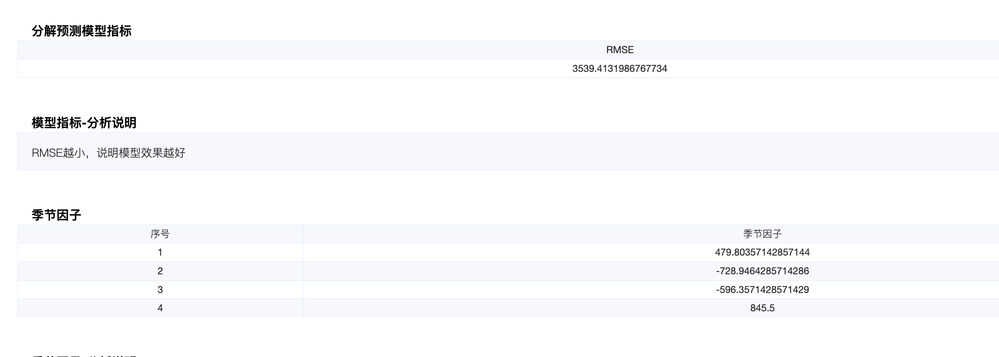 分解预测模型指标
RMSE
3539.4131986767734
模型指标-分析说明
RMSE越小，说明模型效果越好
季节因子
序号 季节因子
1 479.80357142857144
2 -728.9464285714286
3 -596.3571428571429
4 845.5